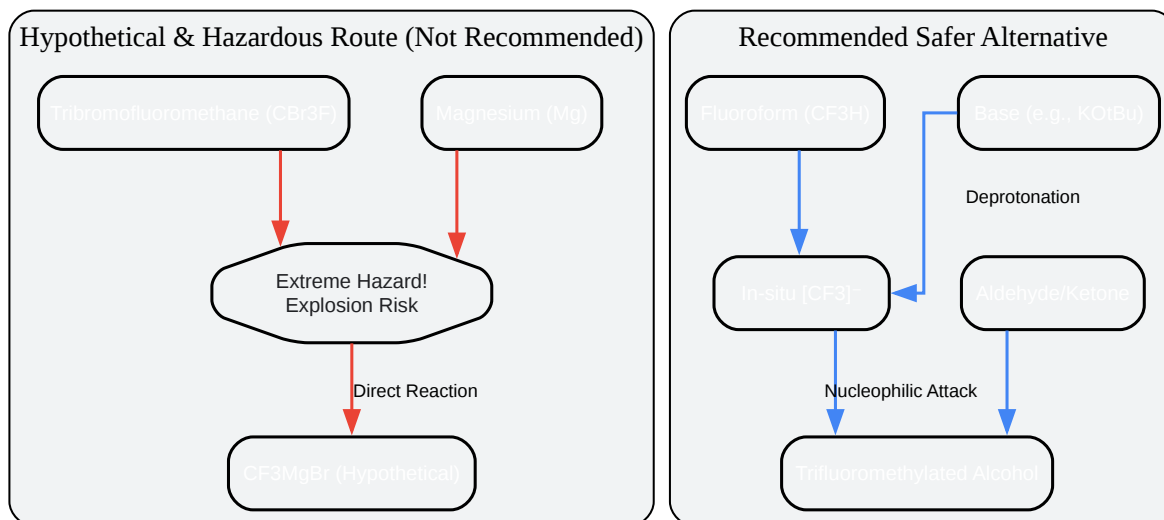 Hypothetical & Hazardous Route (Not Recommended)
Tribromofluoromethane (CBr3F)
Magnesium (Mg)
Extreme Hazard!
Explosion Risk
Direct Reaction
CF3MgBr (Hypothetical)
Recommended Safer Alternative
Fluoroform (CF3H)
Base (e.g., KOtBu)
Deprotonation
In-situ [CF3]⁻
Aldehyde/Ketone
Nucleophilic Attack
Trifluoromethylated Alcohol